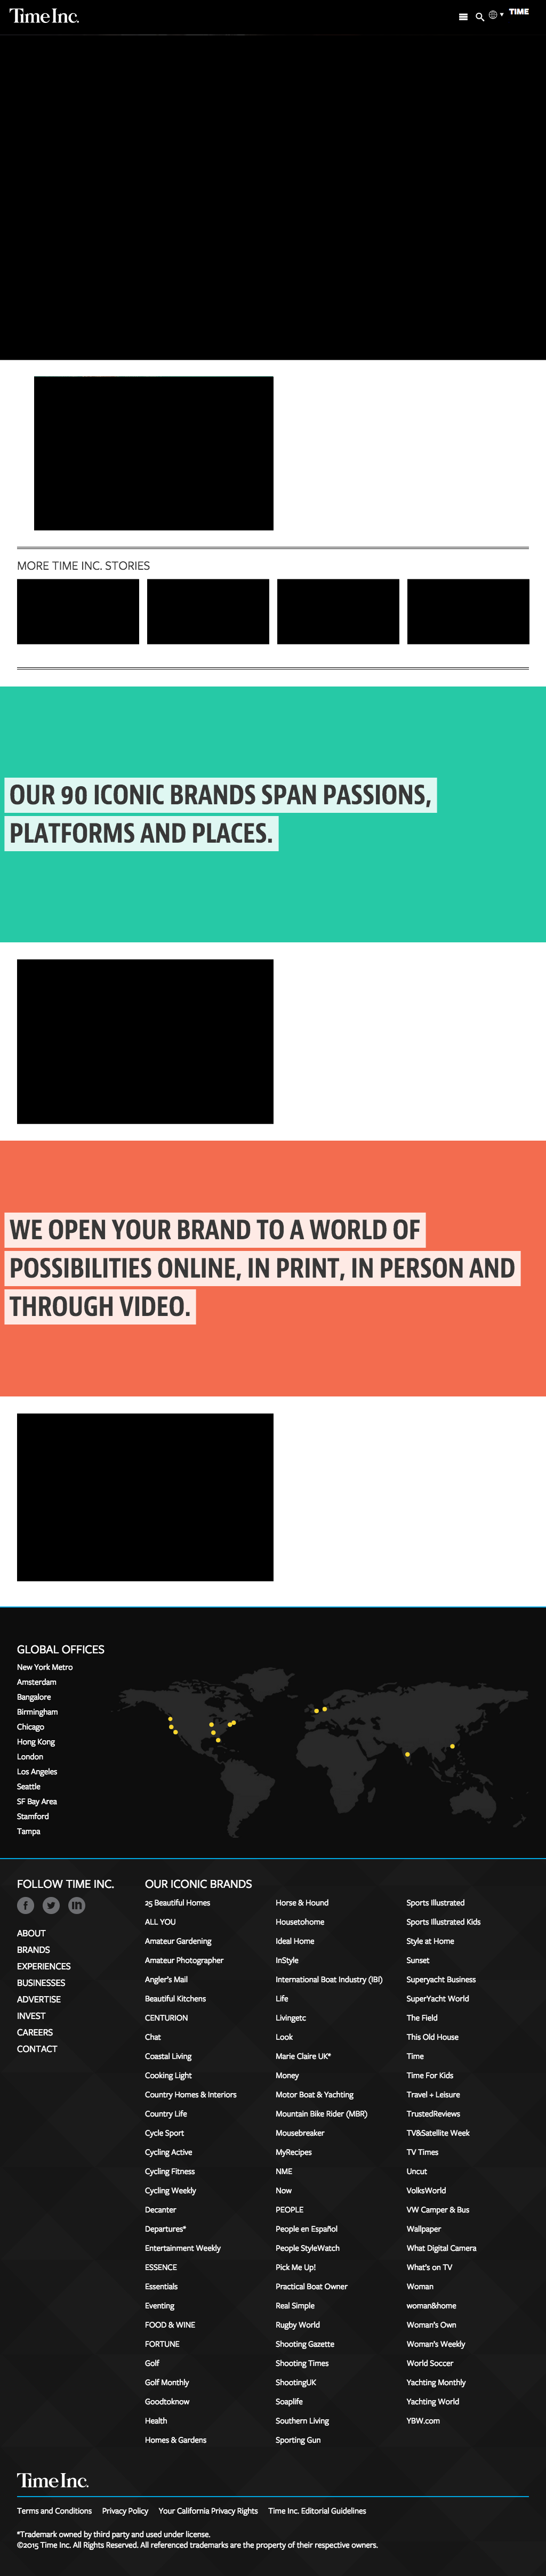 Time Inc.
TIME
MORE TIME INC. STORIES
OUR 90 ICONIC BRANDS SPAN PASSIONS,
PLATFORMS AND PLACES.
WE OPEN YOUR BRAND TO A WORLD OF
POSSIBILITIES ONLINE, IN PRINT, IN PERSON AND
THROUGH VIDEO.
GLOBAL OFFICES
New York Metro
Amsterdam
Bangalore
Birmingham
Chicago
Hong Kong
London
Los Angeles
Seattle
SF Bay Area
Stamford
Tampa
FOLLOW TIME INC.
f
in
ABOUT
BRANDS
EXPERIENCES
BUSINESSES
ADVERTISE
INVEST
CAREERS
CONTACT
OUR ICONIC BRANDS
25 Beautiful Homes
ALL YOU
Amateur Gardening
Amateur Photographer
Angler's Mail
Beautiful Kitchens
CENTURION
Chat
Coastal Living
Cooking Light
Country Homes & Interiors
Country Life
Cycle Sport
Cycling Active
Cycling Fitness
Cycling Weekly
Decanter
Departures*
Entertainment Weekly
ESSENCE
Essentials
Eventing
FOOD & WINE
FORTUNE
Golf
Golf Monthly
Goodtoknow
Health
Homes & Gardens
Horse & Hound
Housetohome
Ideal Home
InStyle
International Boat Industry (IBI)
Life
Livingetc
Look
Marie Claire UK*
Money
Motor Boat & Yachting
Mountain Bike Rider (MBR)
Mousebreaker
MyRecipes
NME
Now
PEOPLE
People en Español
People StyleWatch
Pick Me Up!
Practical Boat Owner
Real Simple
Rugby World
Shooting Gazette
Shooting Times
ShootingUK
Soaplife
Southern Living
Sporting Gun
Sports Illustrated
Sports Illustrated Kids
Style at Home
Sunset
Superyacht Business
SuperYacht World
The Field
This Old House
Time
Time For Kids
Travel + Leisure
TrustedReviews
TV&Satellite Week
TV Times
Uncut
VolksWorld
VW Camper & Bus
Wallpaper
What Digital Camera
What's on TV
Woman
woman&home
Woman's Own
Woman's Weekly
World Soccer
Yachting Monthly
Yachting World
YBW.com
Time Inc.
Terms and Conditions Privacy Policy Your California Privacy Rights Time Inc. Editorial Guidelines
*Trademark owned by third party and used under license.
©2015 Time Inc. All Rights Reserved. All referenced trademarks are the property of their respective owners.